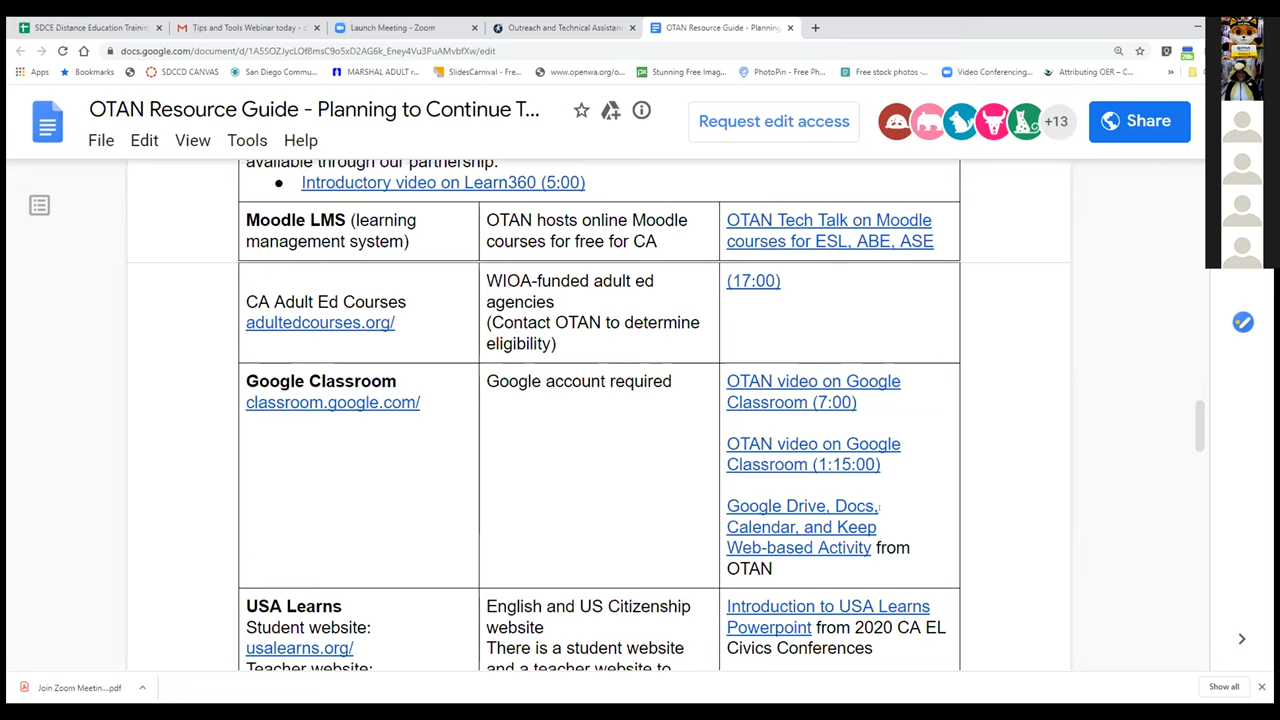 SDCE Distance Education Trainin
Tips and Tools Webinar today - c
Launch Meeting - Zoom
Outreach and Technical Assistanc
OTAN Resource Guide - Planning
docs.google.com/document/d/1A5SOZJycLOf8msC9o5xD2AG6k_Eney4Vu3PuAMvbfXw/edit
Apps
Bookmarks
SDCCD CANVAS
San Diego Commu...
MARSHAL ADULT r...
SlidesCarnival - Fre...
www.openwa.org/o...
Stunning Free Imag...
PhotoPin - Free Ph...
Free stock photos -...
Video Conferencing...
Attributing OER – C...
OTAN Resource Guide - Planning to Continue T...
File Edit View Tools Help
Request edit access
+13
Share
available through our partnership.
● Introductory video on Learn360 (5:00)
Moodle LMS (learning
management system)
OTAN hosts online Moodle
courses for free for CA
OTAN Tech Talk on Moodle
courses for ESL, ABE, ASE
CA Adult Ed Courses
adultedcourses.org/
WIOA-funded adult ed
agencies
(Contact OTAN to determine
eligibility)
(17:00)
Google Classroom
classroom.google.com/
Google account required
OTAN video on Google
Classroom (7:00)
OTAN video on Google
Classroom (1:15:00)
Google Drive, Docs,
Calendar, and Keep
Web-based Activity from
OTAN
USA Learns
Student website:
usalearns.org/
Teacher website:
English and US Citizenship
website
There is a student website
and a teacher website to
Introduction to USA Learns
Powerpoint from 2020 CA EL
Civics Conferences
Join Zoom Meetin....pdf
Show all